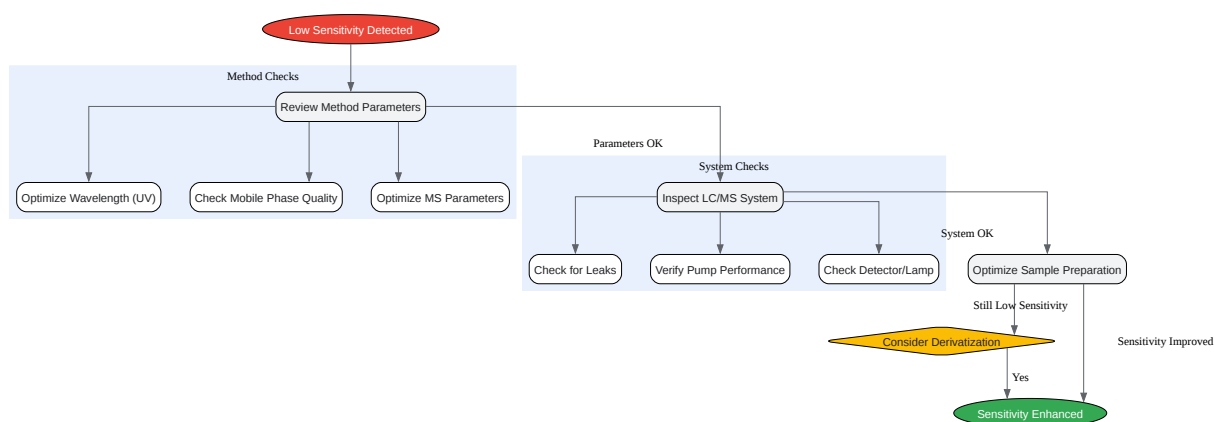 Low Sensitivity Detected
Method Checks
Review Method Parameters
Parameters OK
System Checks
Optimize Wavelength (UV)
Check Mobile Phase Quality
Optimize MS Parameters
Inspect LC/MS System
System OK
Check for Leaks
Verify Pump Performance
Check Detector/Lamp
Optimize Sample Preparation
Still Low Sensitivity
Consider Derivatization
Sensitivity Improved
Yes
Sensitivity Enhanced